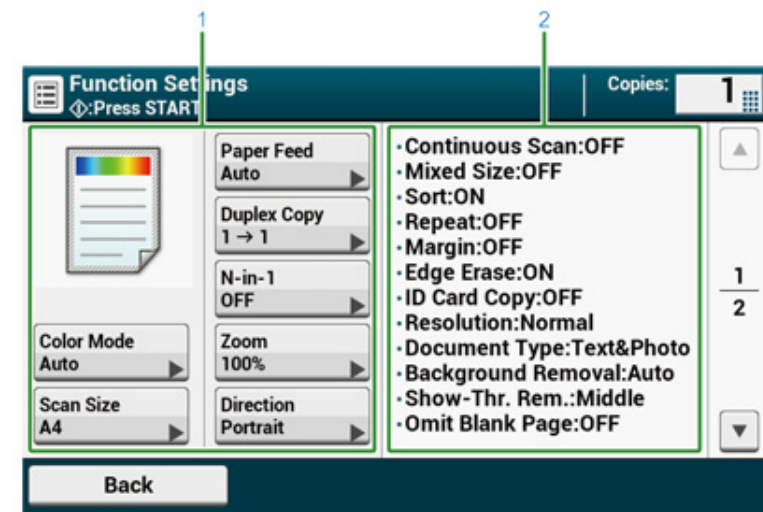 1
2
Function Settings
:Press START
Copies:
1
Paper Feed
Auto
Duplex Copy
1 → 1
N-in-1
OFF
Color Mode
Auto
Zoom
100%
Scan Size
A4
Direction
Portrait
·Continuous Scan:OFF
·Mixed Size:OFF
·Sort:ON
·Repeat:OFF
·Margin:OFF
·Edge Erase:ON
·ID Card Copy:OFF
·Resolution:Normal
·Document Type:Text&Photo
·Background Removal:Auto
·Show-Thr. Rem.:Middle
·Omit Blank Page:OFF
1
2
Back